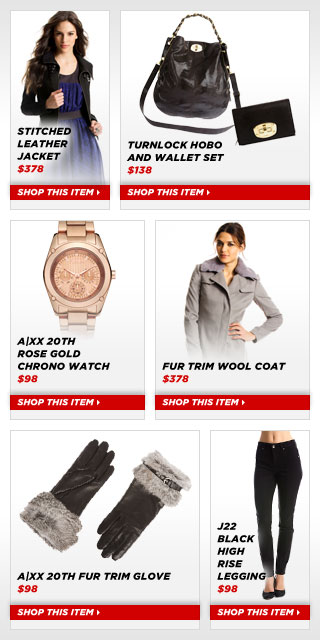 STITCHED
LEATHER
JACKET
$378
SHOP THIS ITEM
TURNLOCK HOBO
AND WALLET SET
$138
SHOP THIS ITEM
A|XX 20TH
ROSE GOLD
CHRONO WATCH
$98
SHOP THIS ITEM
FUR TRIM WOOL COAT
$378
SHOP THIS ITEM
A|XX 20TH FUR TRIM GLOVE
$98
SHOP THIS ITEM
J22
BLACK
HIGH
RISE
LEGGING
$98
SHOP THIS ITEM